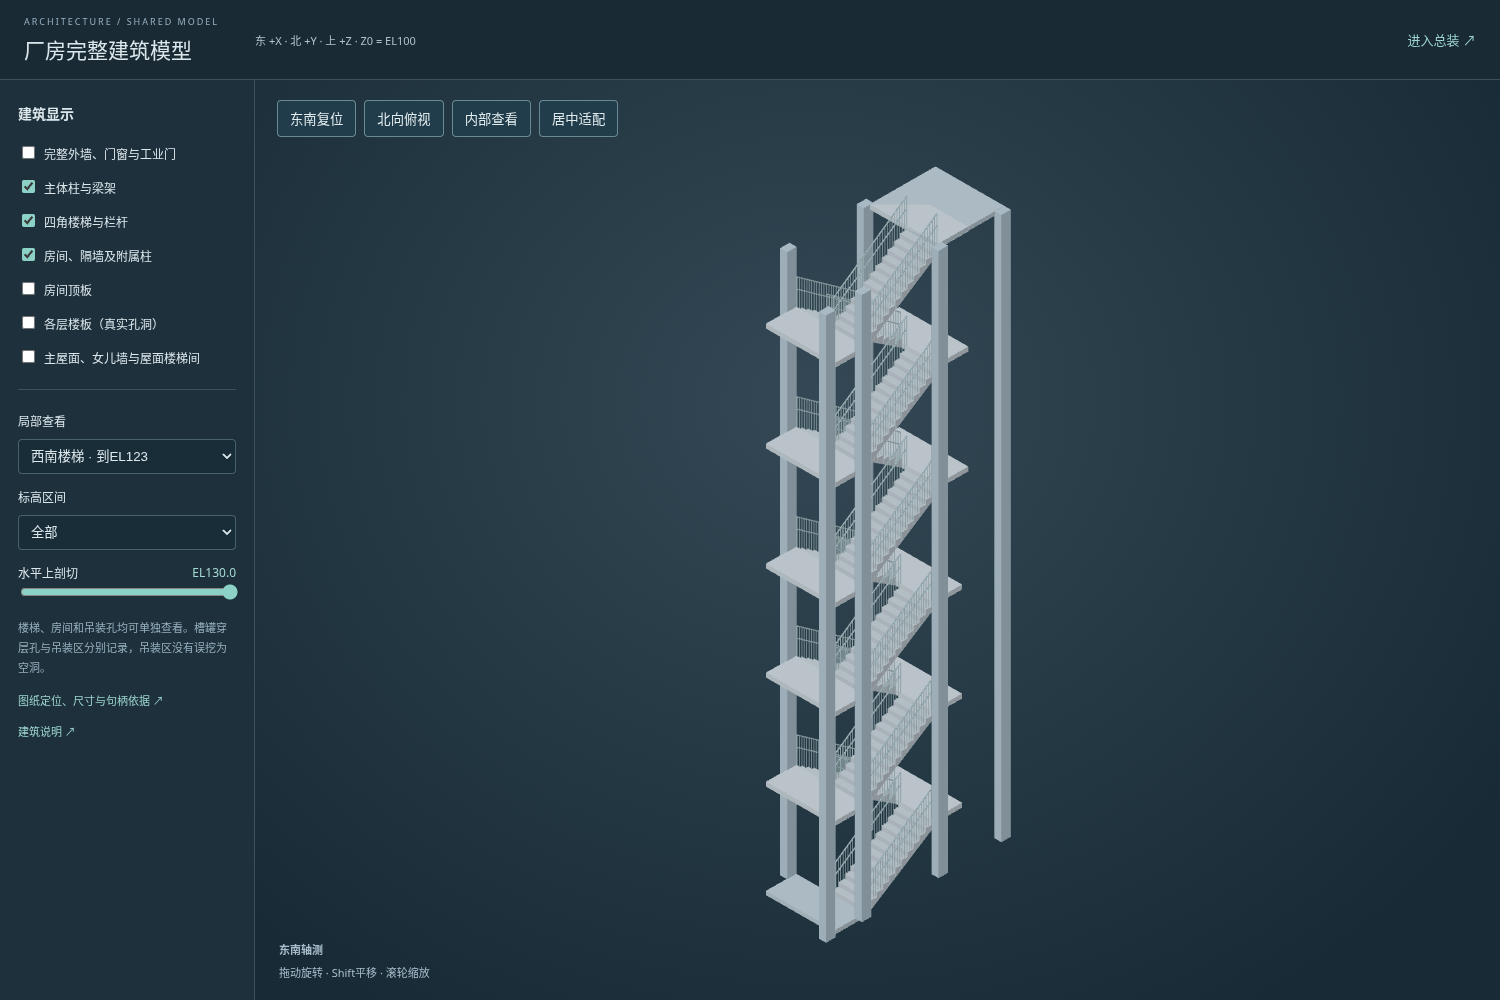 ARCHITECTURE / SHARED MODEL
厂房完整建筑模型
东 +X · 北 +Y · 上 +Z · Z0 = EL100
进入总装 ↗
建筑显示
完整外墙、门窗与工业门
主体柱与梁架
四角楼梯与栏杆
房间、隔墙及附属柱
房间顶板
各层楼板（真实孔洞）
主屋面、女儿墙与屋面楼梯间
局部查看
西南楼梯 · 到EL123
标高区间
全部
水平上剖切 EL130.0
楼梯、房间和吊装孔均可单独查看。槽罐穿
层孔与吊装区分别记录，吊装区没有误挖为
空洞。
图纸定位、尺寸与句柄依据 ↗
建筑说明 ↗
东南复位 北向俯视 内部查看 居中适配
东南轴测
拖动旋转 · Shift平移 · 滚轮缩放